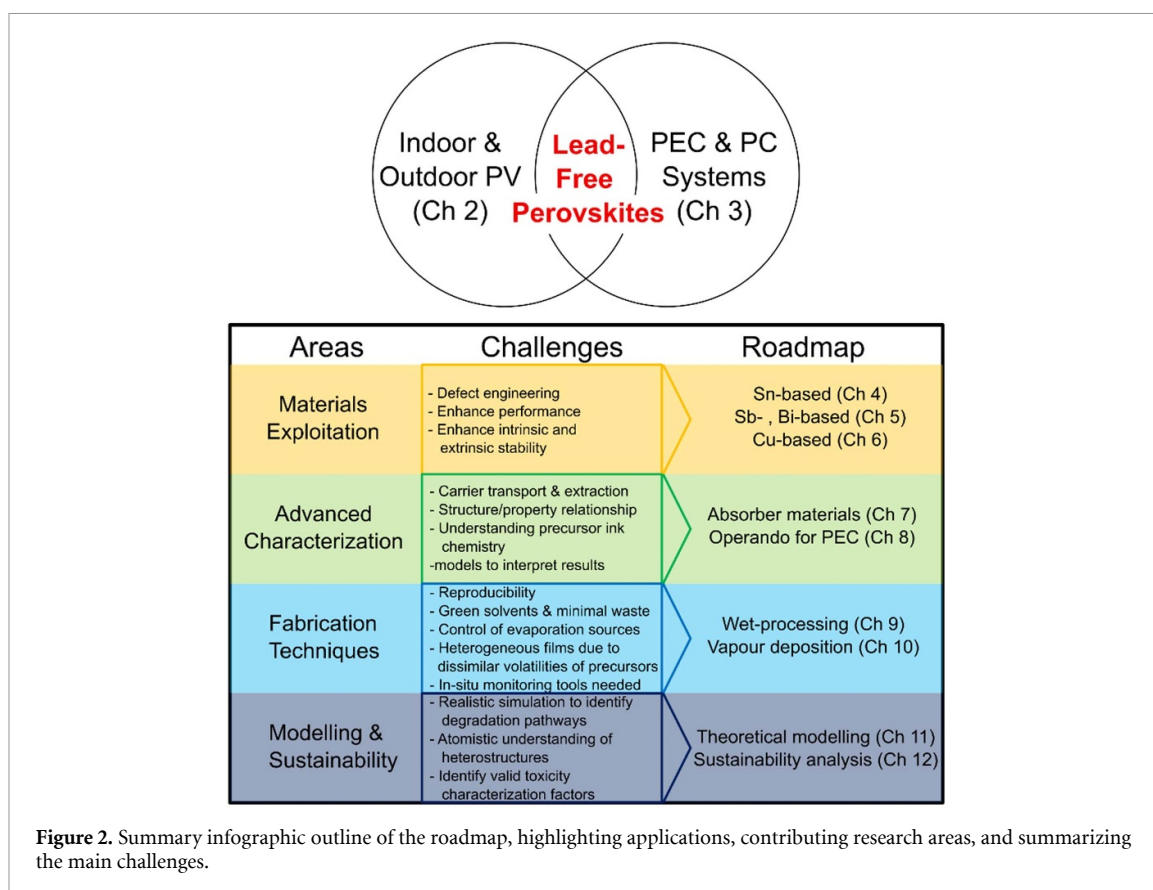 Indoor &
Outdoor PV
(Ch 2)
Lead-
Free
Perovskites
PEC & PC
Systems
(Ch 3)
Areas
Challenges
Roadmap
Materials
Exploitation
- Defect engineering
- Enhance performance
- Enhance intrinsic and
extrinsic stability
Sn-based (Ch 4)
Sb- , Bi-based (Ch 5)
Cu-based (Ch 6)
Advanced
Characterization
- Carrier transport & extraction
- Structure/property relationship
- Understanding precursor ink
chemistry
-models to interpret results
Absorber materials (Ch 7)
Operando for PEC (Ch 8)
Fabrication
Techniques
- Reproducibility
- Green solvents & minimal waste
- Control of evaporation sources
- Heterogeneous films due to
dissimilar volatilities of precursors
- In-situ monitoring tools needed
Wet-processing (Ch 9)
Vapour deposition (Ch 10)
Modelling &
Sustainability
- Realistic simulation to identify
degradation pathways
- Atomistic understanding of
heterostructures
- Identify valid toxicity
characterization factors
Theoretical modelling (Ch 11)
Sustainability analysis (Ch 12)
Figure 2. Summary infographic outline of the roadmap, highlighting applications, contributing research areas, and summarizing
the main challenges.